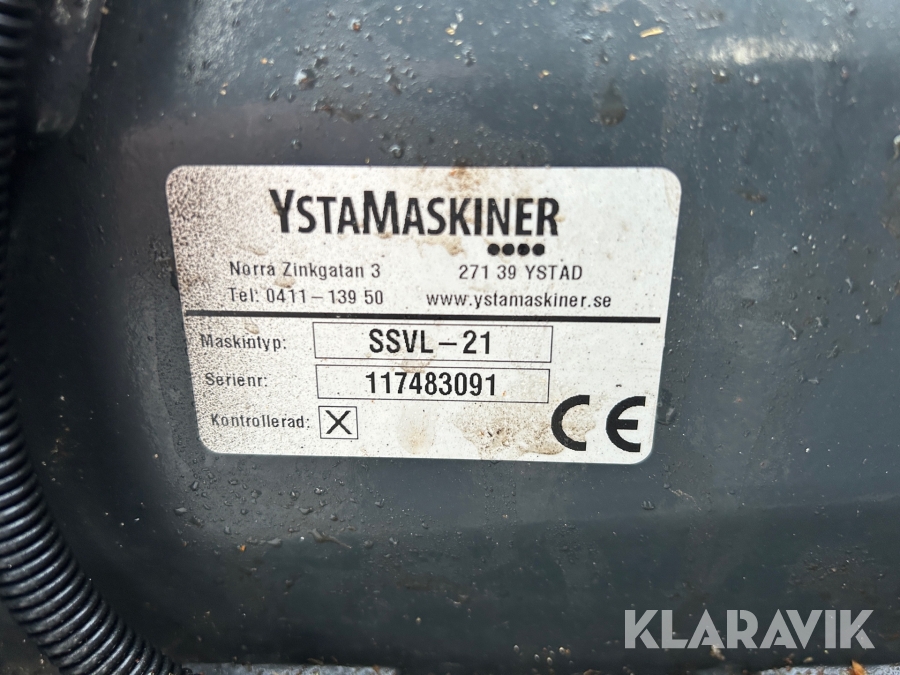 YSTAMASKINER
Norra Zinkgatan 3 271 39 YSTAD
Tel: 0411-139 50 www.ystamaskiner.se
Maskintyp: SSVL-21
Serienr: 117483091
Kontrollerad: X
CE
KLARAVIK